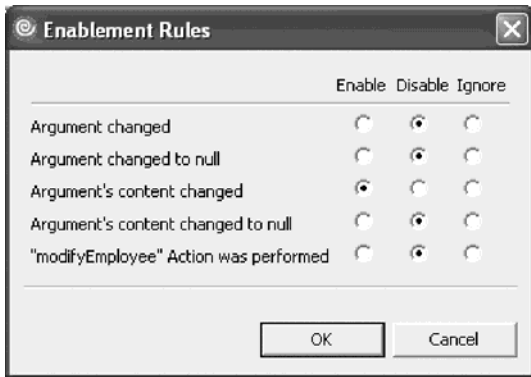 Enablement Rules
Enable Disable Ignore
Argument changed
Argument changed to null
Argument's content changed
Argument's content changed to null
"modifyEmployee" Action was performed
OK Cancel